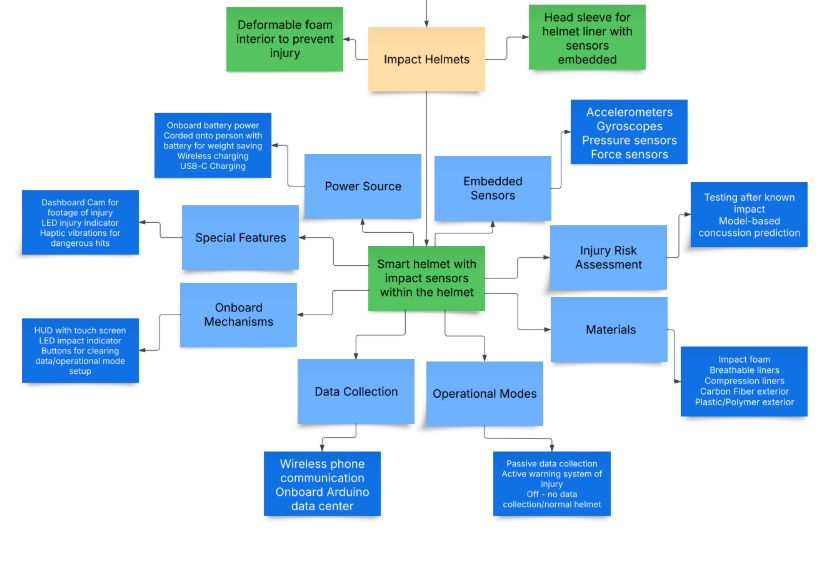 Deformable foam
interior to prevent
injury
Impact Helmets
Head sleeve for
helmet liner with
sensors
embedded
Onboard battery power
Corded onto person with
battery for weight saving
Wireless charging
USB-C Charging
Power Source
Embedded
Sensors
Accelerometers
Gyroscopes
Pressure sensors
Force sensors
Dashboard Cam for
footage of injury
LED injury indicator
Haptic vibrations for
dangerous hits
Special Features
Smart helmet with
impact sensors
within the helmet
Injury Risk
Assessment
Testing after known
impact
Model-based
concussion prediction
Onboard
Mechanisms
HUD with touch screen
LED impact indicator
Buttons for clearing
data/operational mode
setup
Materials
Impact foam
Breathable liners
Compression liners
Carbon Fiber exterior
Plastic/Polymer exterior
Data Collection
Operational Modes
Wireless phone
communication
Onboard Arduino
data center
Passive data collection
Active warning system of
injury
Off - no data
collection/normal helmet